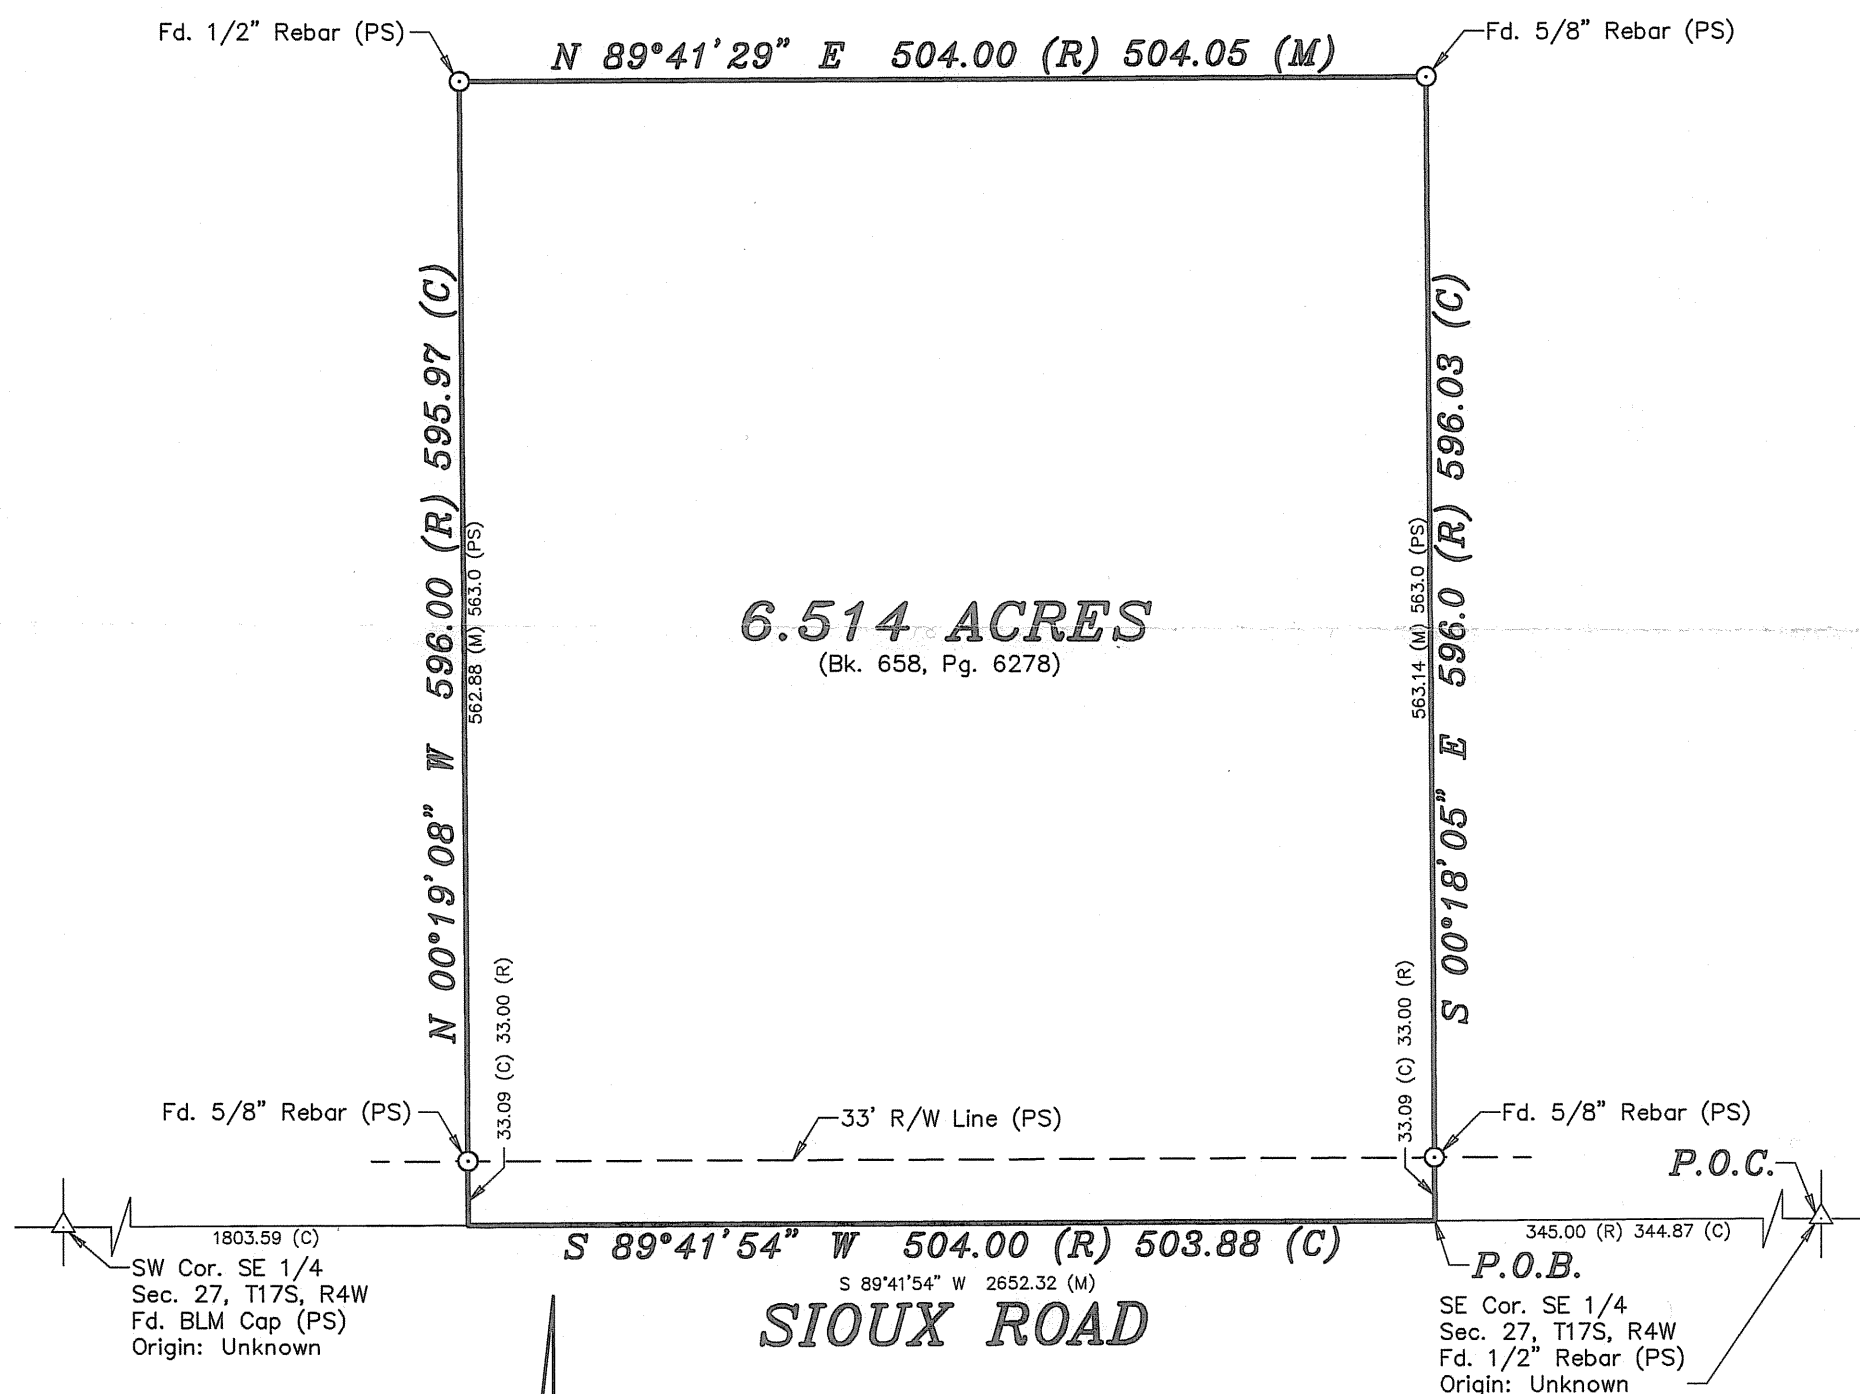 Fd. 1/2" Rebar (PS)
N 89°41'29" E 504.00 (R) 504.05 (M)
Fd. 5/8" Rebar (PS)
N 00°19'08" W 596.00 (R) 595.97 (C)
562.88 (M) 563.0 (PS)
6.514 ACRES
(Bk. 658, Pg. 6278)
563.14 (M) 563.0 (PS)
S 00°18'05" E 596.0 (R) 596.03 (C)
33.09 (C) 33.00 (R)
33.09 (C) 33.00 (R)
Fd. 5/8" Rebar (PS)
33' R/W Line (PS)
Fd. 5/8" Rebar (PS)
P.O.C.
1803.59 (C)
S 89°41'54" W 504.00 (R) 503.88 (C)
345.00 (R) 344.87 (C)
S 89°41'54" W 2652.32 (M)
P.O.B.
SIOUX ROAD
SW Cor. SE 1/4
Sec. 27, T17S, R4W
Fd. BLM Cap (PS)
Origin: Unknown
SE Cor. SE 1/4
Sec. 27, T17S, R4W
Fd. 1/2" Rebar (PS)
Origin: Unknown